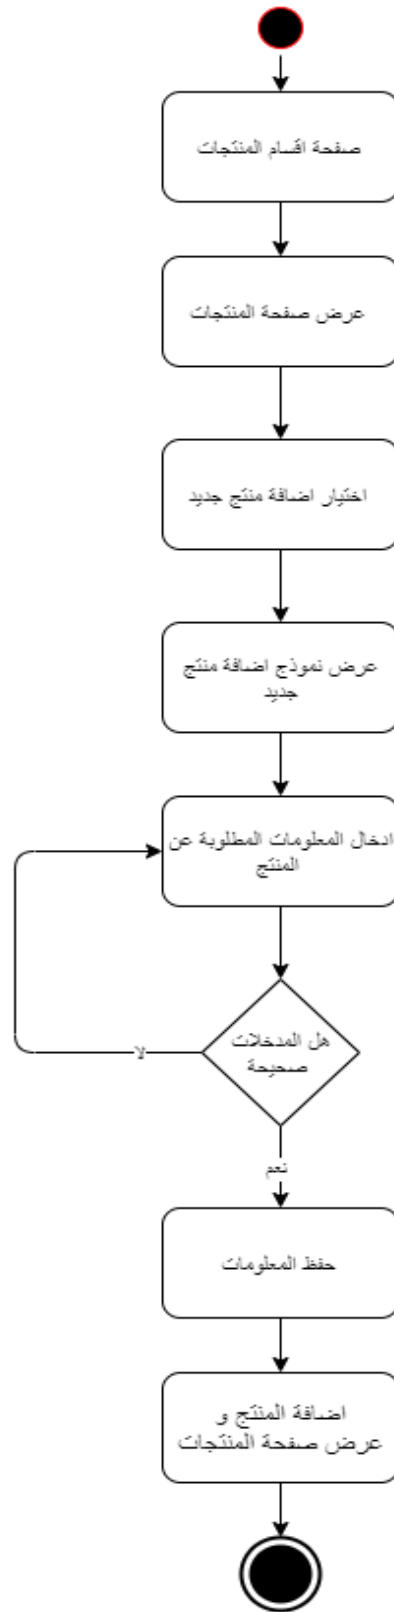 صفحة اقسام المنتجات
عرض صفحة المنتجات
اختيار اضافة منتج جديد
عرض نموذج اضافة منتج
جديد
ادخال المعلومات المطلوبة عن
المنتج
هل المدخلات
صحيحة
لا
نعم
حفظ المعلومات
اضافة المنتج و
عرض صفحة المنتجات